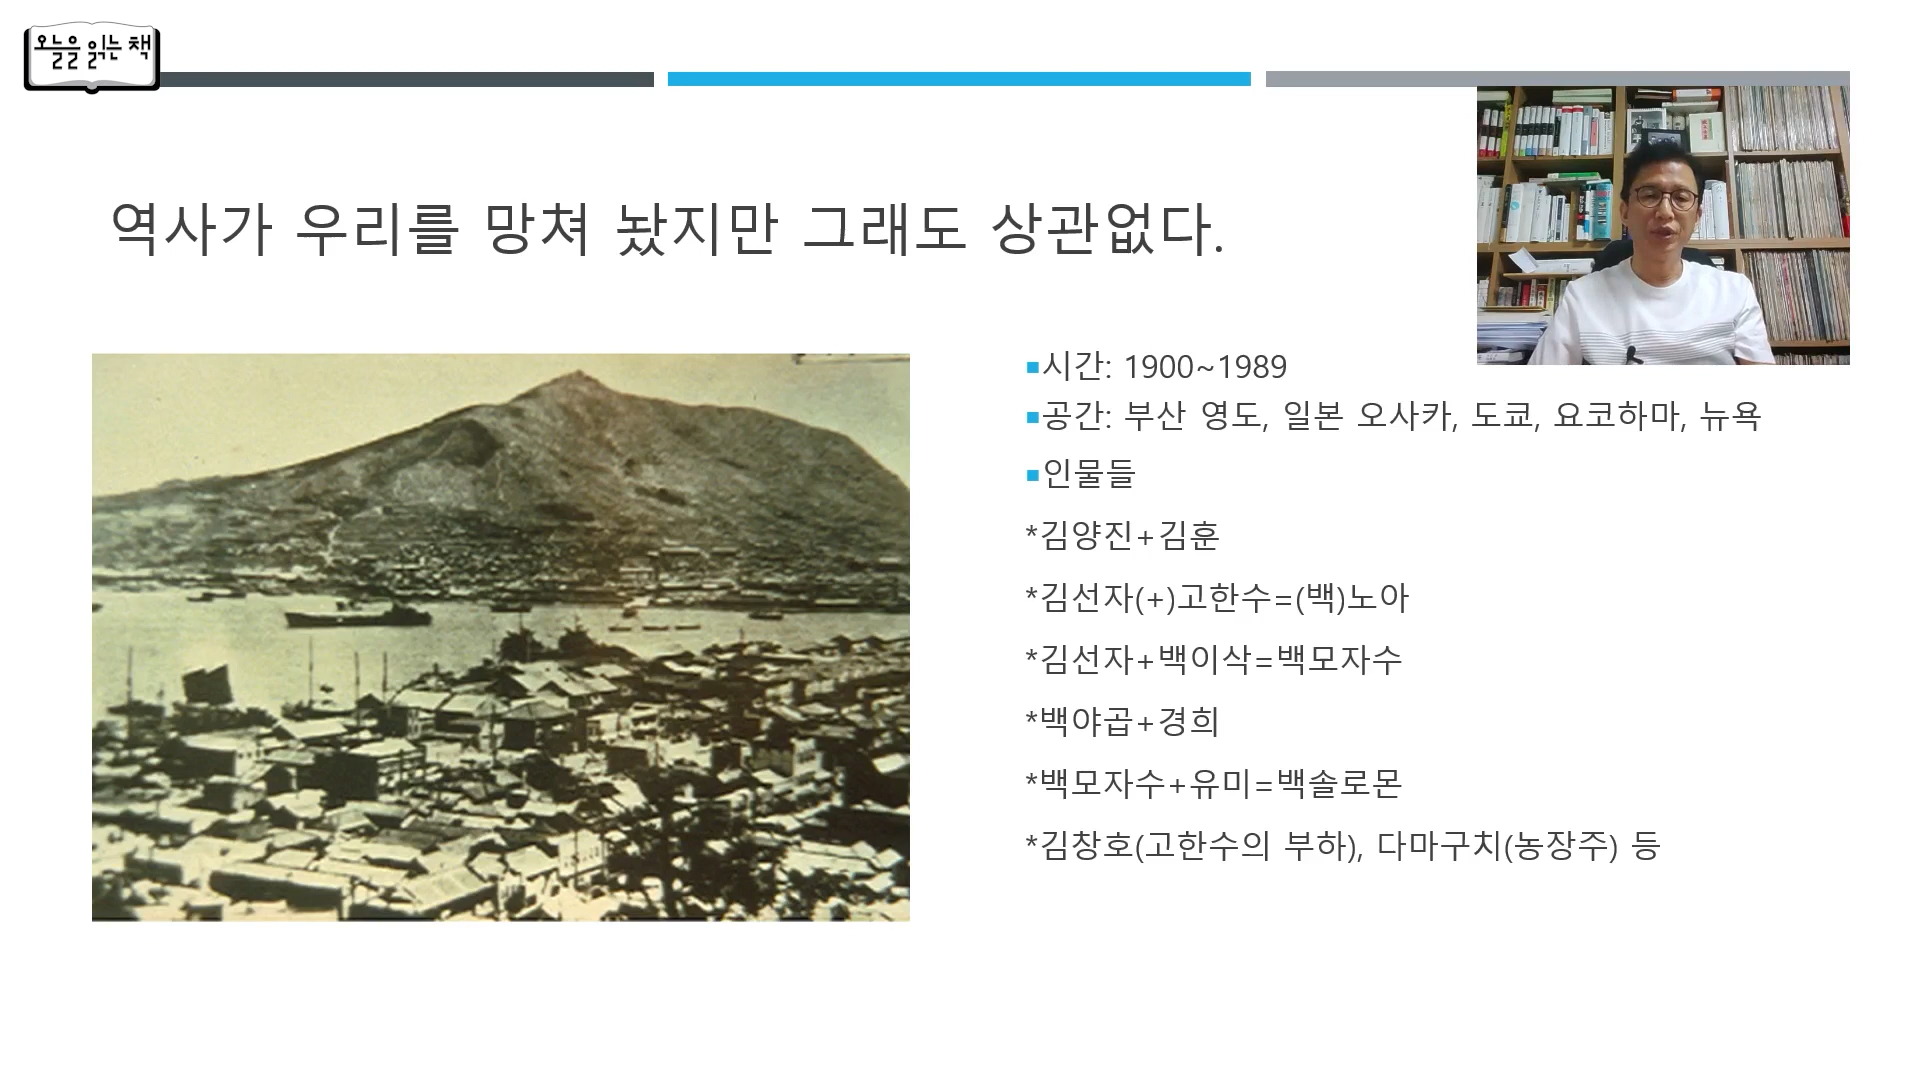 오늘을 읽는 책
역사가 우리를 망쳐 놨지만 그래도 상관없다.
▪시간: 1900~1989
▪공간: 부산 영도, 일본 오사카, 도쿄, 요코하마, 뉴욕
▪인물들
*김양진+김훈
*김선자(+)고한수=(백)노아
*김선자+백이삭=백모자수
*백야곱+경희
*백모자수+유미=백솔로몬
*김창호(고한수의 부하), 다마구치(농장주) 등